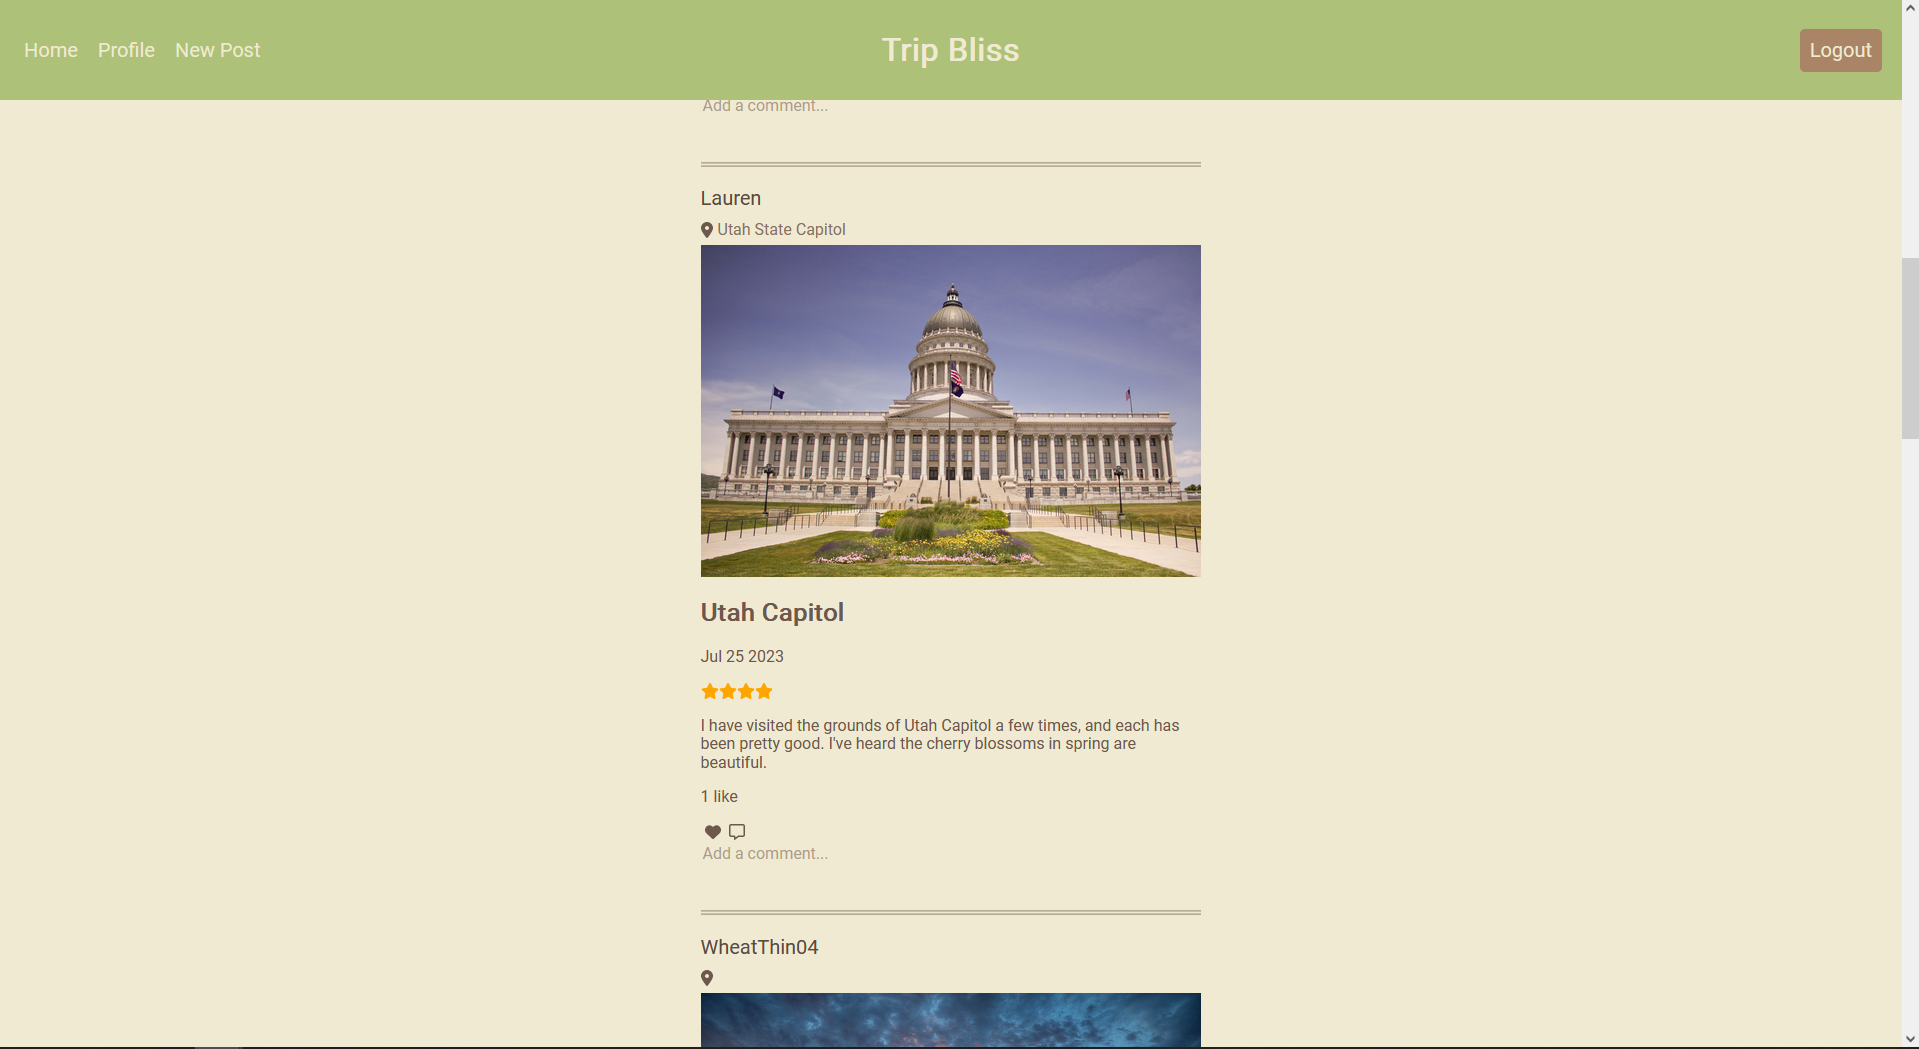 Home Profile New Post Trip Bliss Logout
Add a comment...
Lauren
Utah State Capitol
Utah Capitol
Jul 25 2023
I have visited the grounds of Utah Capitol a few times, and each has
been pretty good. I've heard the cherry blossoms in spring are
beautiful.
1 like
Add a comment...
WheatThin04